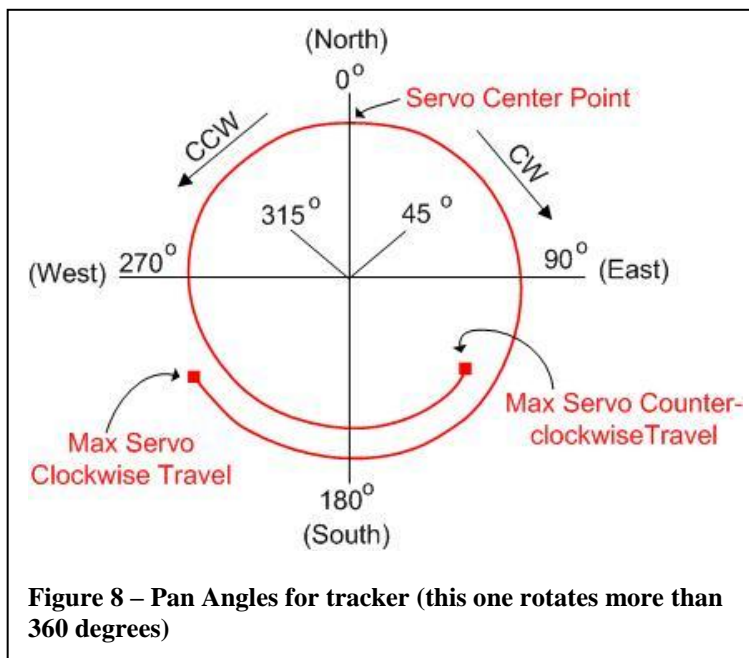 (North)
0°
Servo Center Point
CCW
CW
315°
45°
(West) 270°
90° (East)
Max Servo
Clockwise Travel
Max Servo Counter-
clockwiseTravel
180°
(South)
Figure 8 – Pan Angles for tracker (this one rotates more than
360 degrees)